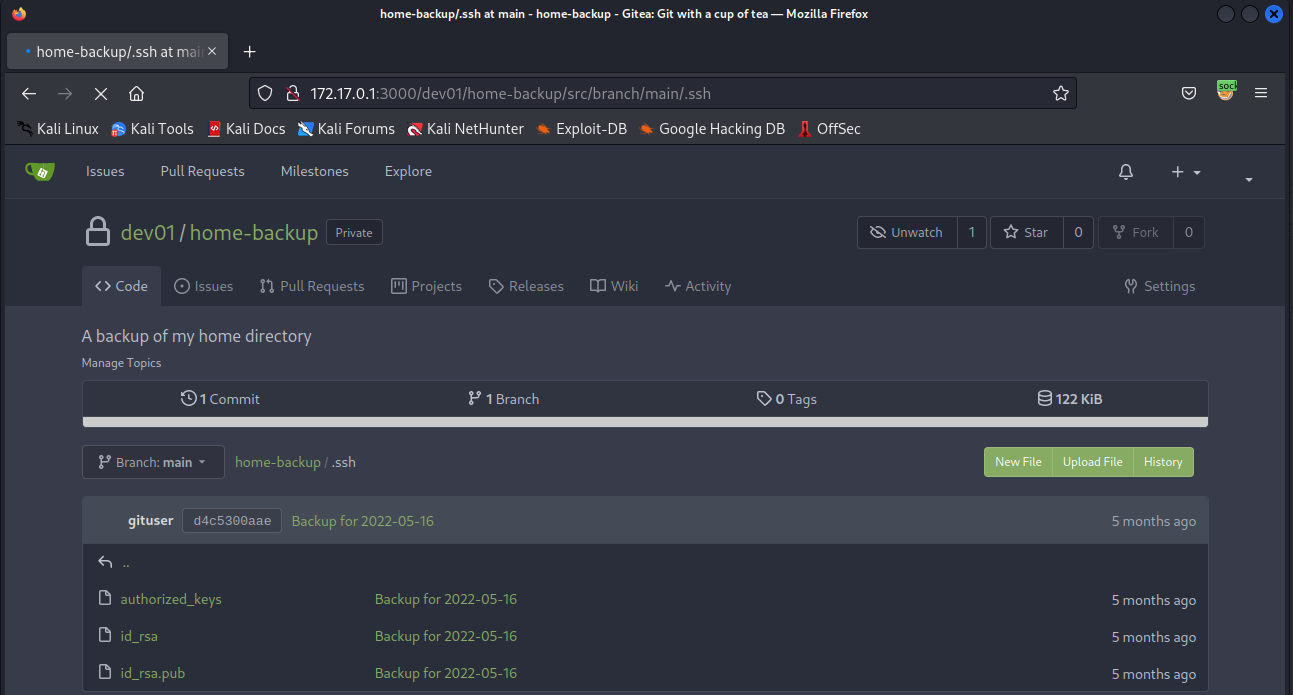 home-backup/.ssh at main - home-backup - Gitea: Git with a cup of tea — Mozilla Firefox
home-backup/.ssh at mai
172.17.0.1:3000/dev01/home-backup/src/branch/main/.ssh
SOCK
Kali Linux Kali Tools Kali Docs Kali Forums Kali NetHunter Exploit-DB Google Hacking DB OffSec
Issues Pull Requests Milestones Explore
dev01/home-backup Private Unwatch 1 Star 0 Fork 0
Code Issues Pull Requests Projects Releases Wiki Activity Settings
A backup of my home directory
Manage Topics
1 Commit 1 Branch 0 Tags 122 KiB
Branch: main home-backup / .ssh New File Upload File History
gituser d4c5300aae Backup for 2022-05-16 5 months ago
..
authorized_keys Backup for 2022-05-16 5 months ago
id_rsa Backup for 2022-05-16 5 months ago
id_rsa.pub Backup for 2022-05-16 5 months ago